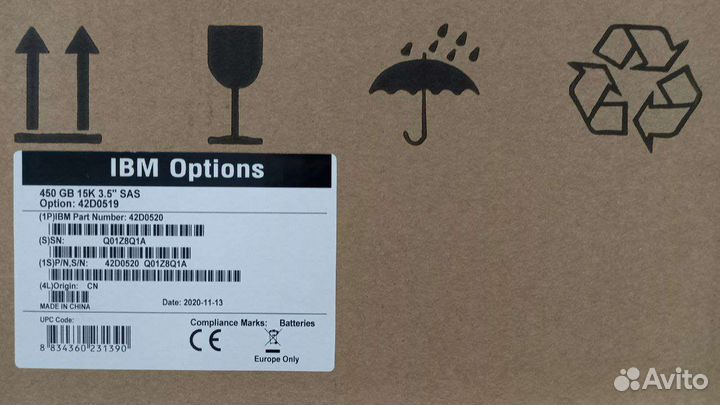 IBM Options
450 GB 15K 3.5" SAS
Option: 42D0519
(1P)IBM Part Number: 42D0520
(S)SN: Q01Z8Q1A
(1S)P/N,S/N: 42D0520 Q01Z8Q1A
(4L)Origin: CN
MADE IN CHINA
Date: 2020-11-13
UPC Code:
8 834360 231390
Compliance Marks: Batteries
CE
Europe Only
Avito